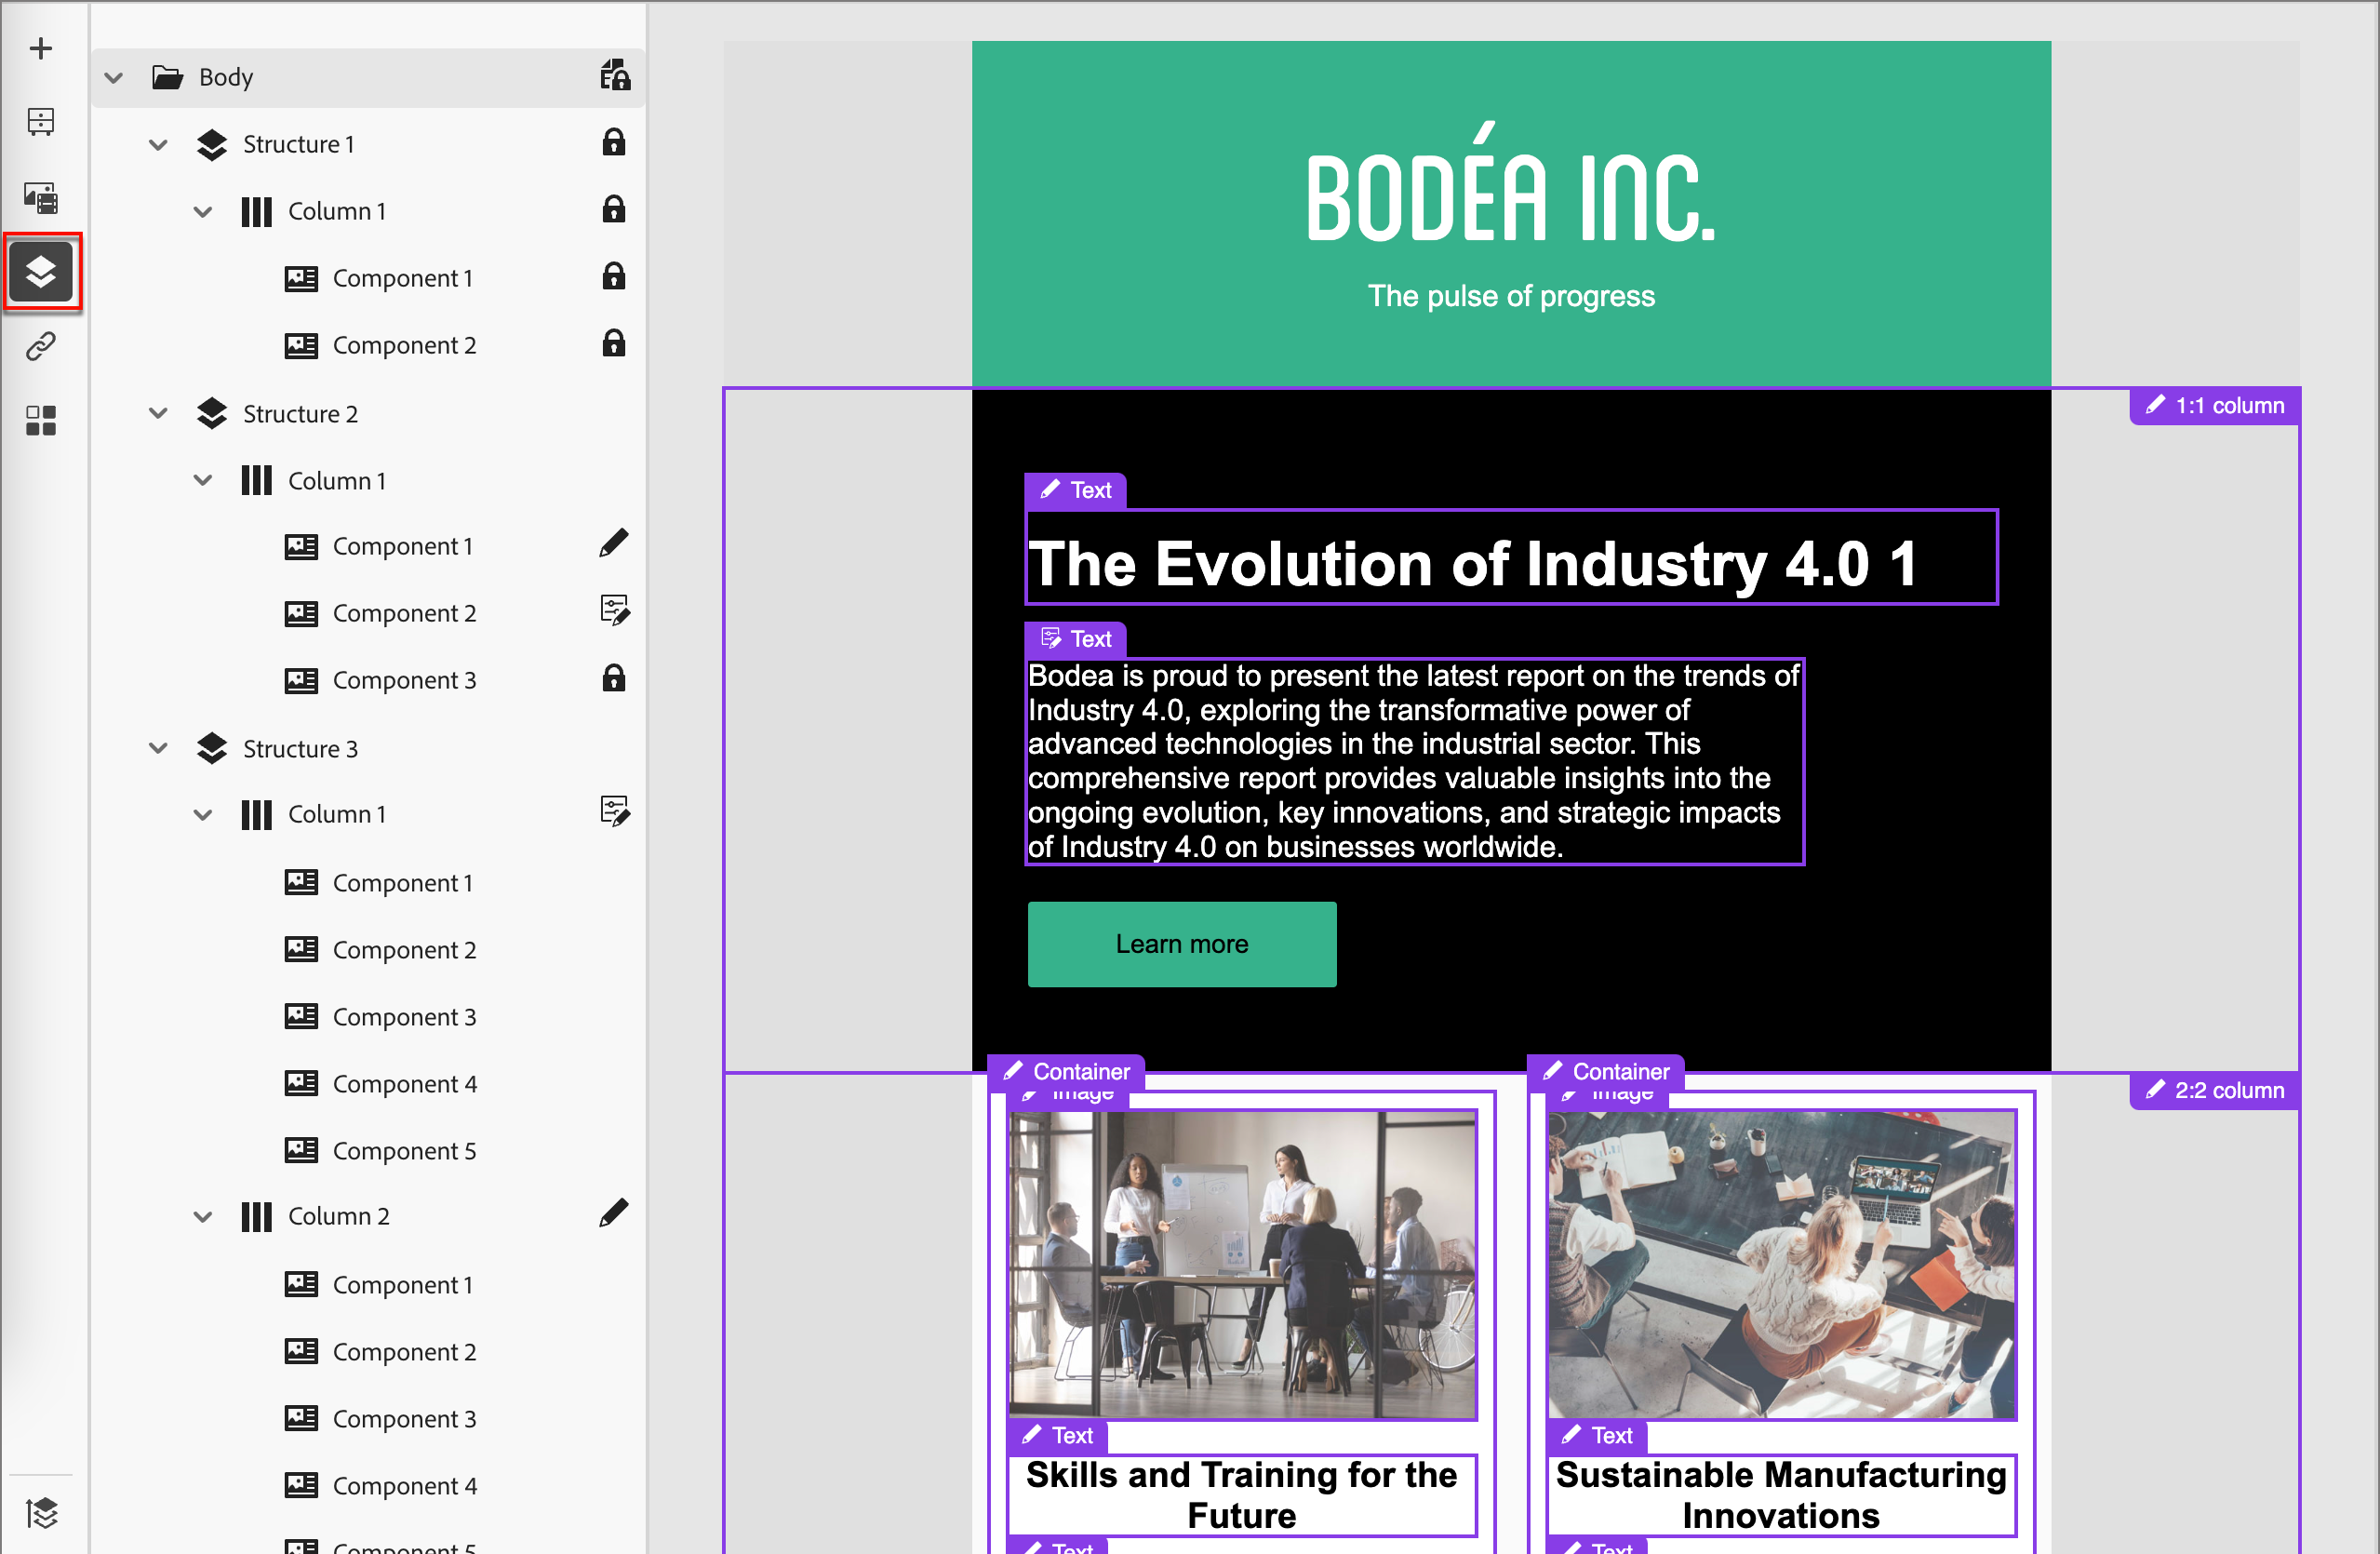 Body
Structure 1
Column 1
Component 1
Component 2
Structure 2
Column 1
Component 1
Component 2
Component 3
Structure 3
Column 1
Component 1
Component 2
Component 3
Component 4
Component 5
Column 2
Component 1
Component 2
Component 3
Component 4
Component 5
BODÉA INC.
The pulse of progress
1:1 column
Text
The Evolution of Industry 4.0 1
Text
Bodea is proud to present the latest report on the trends of
Industry 4.0, exploring the transformative power of
advanced technologies in the industrial sector. This
comprehensive report provides valuable insights into the
ongoing evolution, key innovations, and strategic impacts
of Industry 4.0 on businesses worldwide.
Learn more
Container
Image
Container
Image
2:2 column
Text
Skills and Training for the
Future
Text
Text
Sustainable Manufacturing
Innovations
Text